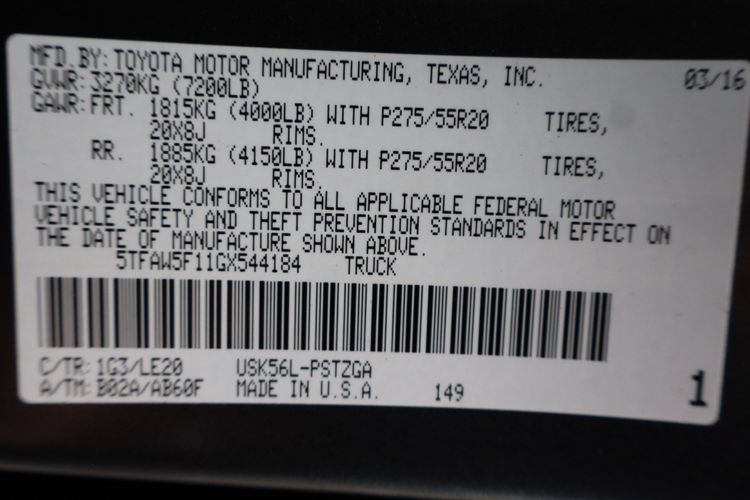 MFD.BY: TOYOTA MOTOR MANUFACTURING, TEXAS, INC. 03/16
GVWR: 3270KG (7200LB)
GAWR: FRT. 1815KG (4000LB) WITH P275/55R20 TIRES,
20X8J RIMS.
RR. 1885KG (4150LB) WITH P275/55R20 TIRES,
20X8J RIMS.
THIS VEHICLE CONFORMS TO ALL APPLICABLE FEDERAL MOTOR
VEHICLE SAFETY AND THEFT PREVENTION STANDARDS IN EFFECT ON
THE DATE OF MANUFACTURE SHOWN ABOVE.
5TFAW5F11GX544184 TRUCK
C/TR: 1G3/LE20 USK56L-PSTZGA
A/TM: B02A/AB60F MADE IN U.S.A. 149
1